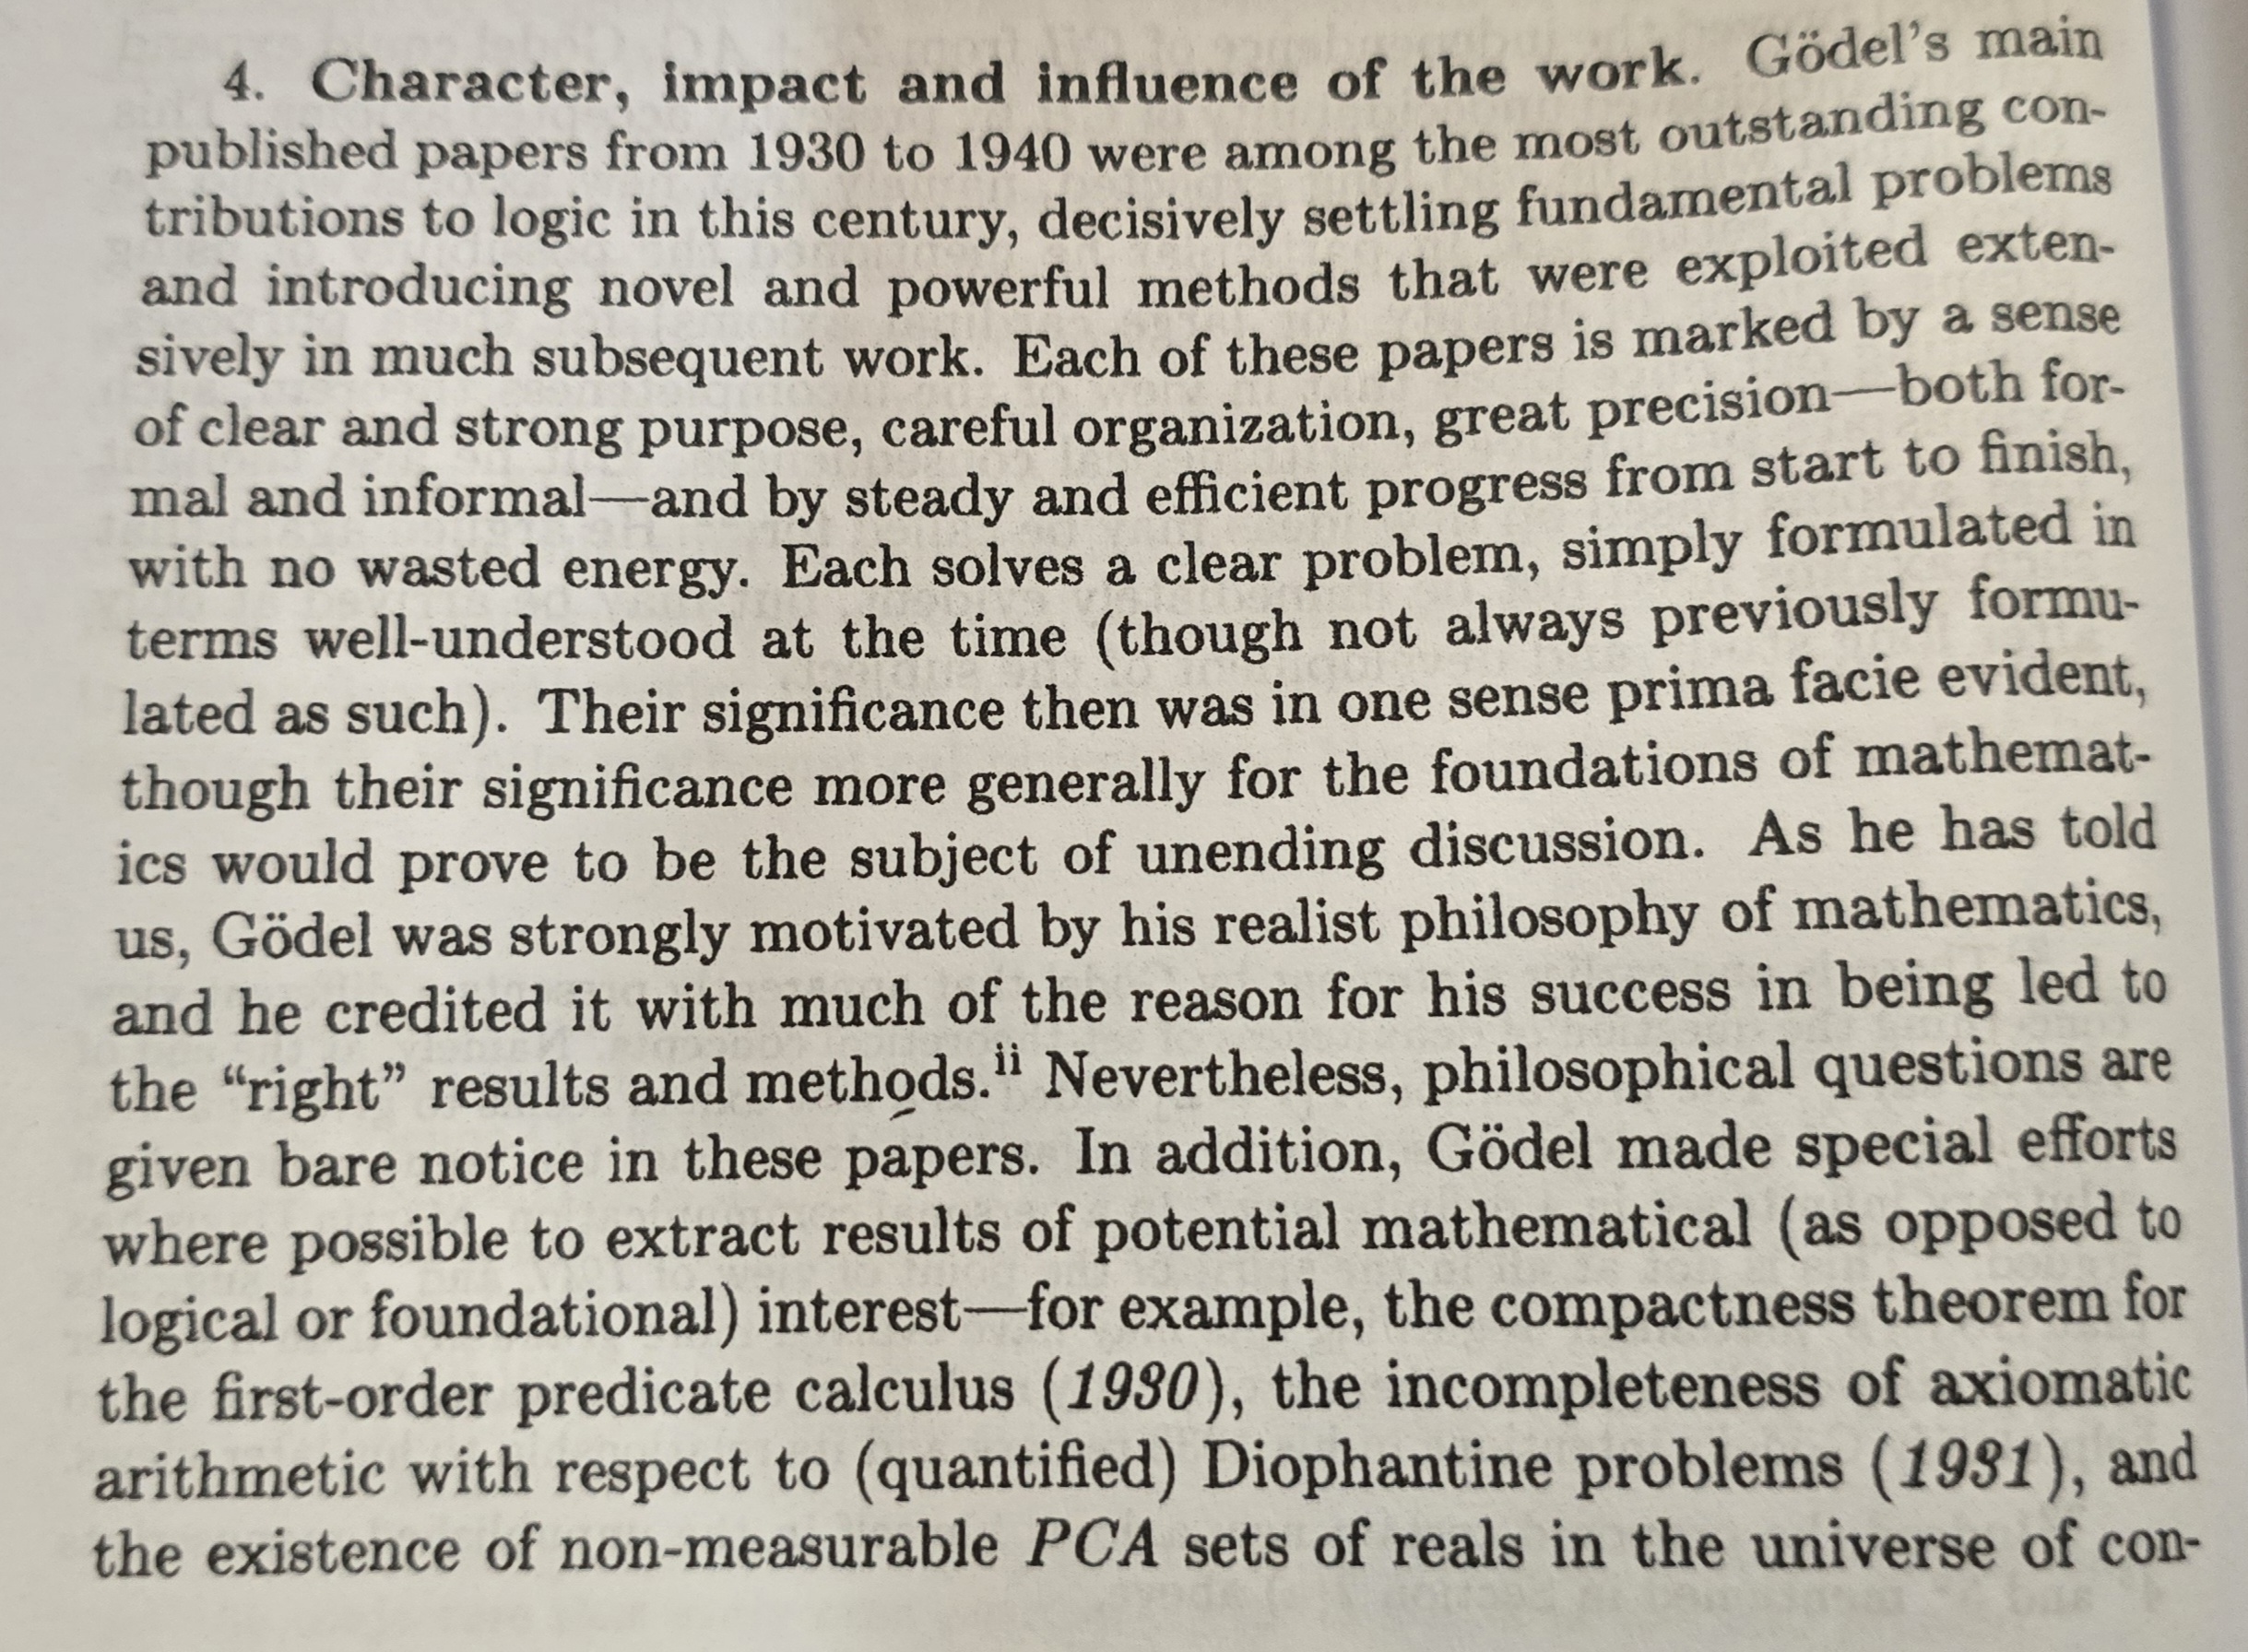 4. Character, impact and influence of the work. Gödel's main
published papers from 1930 to 1940 were among the most outstanding con-
tributions to logic in this century, decisively settling fundamental problems
and introducing novel and powerful methods that were exploited exten-
sively in much subsequent work. Each of these papers is marked by a sense
of clear and strong purpose, careful organization, great precision—both for-
mal and informal—and by steady and efficient progress from start to finish,
with no wasted energy. Each solves a clear problem, simply formulated in
terms well-understood at the time (though not always previously formu-
lated as such). Their significance then was in one sense prima facie evident,
though their significance more generally for the foundations of mathemat-
ics would prove to be the subject of unending discussion. As he has told
us, Gödel was strongly motivated by his realist philosophy of mathematics,
and he credited it with much of the reason for his success in being led to
the “right” results and methods.ii Nevertheless, philosophical questions are
given bare notice in these papers. In addition, Gödel made special efforts
where possible to extract results of potential mathematical (as opposed to
logical or foundational) interest—for example, the compactness theorem for
the first-order predicate calculus (1930), the incompleteness of axiomatic
arithmetic with respect to (quantified) Diophantine problems (1931), and
the existence of non-measurable PCA sets of reals in the universe of con-